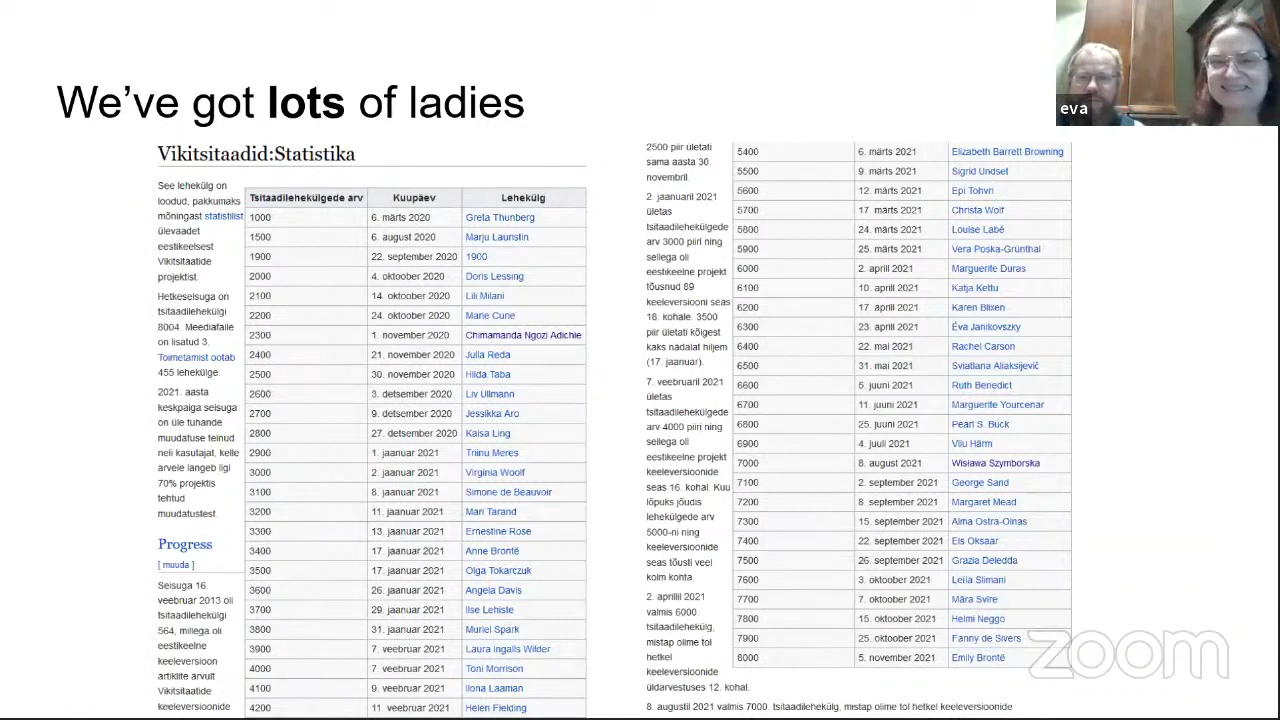 We've got lots of ladies
eva
Vikitsitaadid:Statistika
See lehekülg on
loodud, pakkumaks
mõningast statistilist
ülevaadet
eestikeelsest
Vikitsitaatide
projektist.
Hetkeseisuga on
tsitaadilehekülgi
8004. Meediafaile
on lisatud 3.
Toimetamist ootab
455 lehekülge.
2021. aasta
keskpaiga seisuga
on üle tuhande
muudatuse teinud
neli kasutajat, kelle
arvele langeb ligi
70% projektis
tehtud
muudatustest.
Progress
[ muuda ]
Seisuga 16.
veebruar 2013 oli
tsitaadilehekülgi
564, millega oli
eestikeelne
keeleversioon
artiklite arvult
Vikitsitaatide
keeleversioonide
Tsitaadilehekülgede arv Kuupäev Lehekülg
1000 6. märts 2020 Greta Thunberg
1500 6. august 2020 Marju Lauristin
1900 22. september 2020 1900
2000 4. oktoober 2020 Doris Lessing
2100 14. oktoober 2020 Lili Milani
2200 24. oktoober 2020 Marie Curie
2300 1. november 2020 Chimamanda Ngozi Adichie
2400 21. november 2020 Julia Reda
2500 30. november 2020 Hilda Taba
2600 3. detsember 2020 Liv Ullmann
2700 9. detsember 2020 Jessikka Aro
2800 27. detsember 2020 Kaisa Ling
2900 1. jaanuar 2021 Triinu Meres
3000 2. jaanuar 2021 Virginia Woolf
3100 8. jaanuar 2021 Simone de Beauvoir
3200 11. jaanuar 2021 Mari Tarand
3300 13. jaanuar 2021 Ernestine Rose
3400 17. jaanuar 2021 Anne Brontë
3500 17. jaanuar 2021 Olga Tokarczuk
3600 26. jaanuar 2021 Angela Davis
3700 29. jaanuar 2021 Ilse Lehiste
3800 31. jaanuar 2021 Muriel Spark
3900 7. veebruar 2021 Laura Ingalls Wilder
4000 7. veebruar 2021 Toni Morrison
4100 9. veebruar 2021 Ilona Laaman
4200 11. veebruar 2021 Helen Fielding
2500 piir ületati
sama aasta 30.
novembril.
2. jaanuaril 2021
ületas
tsitaadilehekülgede
arv 3000 piiri ning
sellega oli
eestikeelne projekt
tõusnud 89
keeleversiooni seas
18. kohale. 3500
piir ületati kõigest
kaks nädalat hiljem
(17. jaanuar).
7. veebruaril 2021
ületas
tsitaadilehekülgede
arv 4000 piiri ning
sellega oli
eestikeelne projekt
keeleversioonide
seas 16. kohal. Kuu
lõpuks jõudis
lehekülgede arv
5000-ni ning
keeleversioonide
seas tõusti veel
kolm kohta.
2. aprillil 2021
valmis 6000.
tsitaadilehekülg,
mistap olime tol
hetkel
keeleversioonide
üldarvestuses 12. kohal.
8. augustil 2021 valmis 7000. tsitaadilehekülg, mistap olime tol hetkel keeleversioonide
5400 6. märts 2021 Elizabeth Barrett Browning
5500 9. märts 2021 Sigrid Undset
5600 12. märts 2021 Epp Tohvri
5700 17. märts 2021 Christa Wolf
5800 24. märts 2021 Louise Labé
5900 25. märts 2021 Vera Poska-Grünthal
6000 2. aprill 2021 Marguerite Duras
6100 10. aprill 2021 Katja Kettu
6200 17. aprill 2021 Karen Blixen
6300 23. aprill 2021 Éva Janikovszky
6400 22. mai 2021 Rachel Carson
6500 31. mai 2021 Sviatlana Aliaksijevič
6600 5. juuni 2021 Ruth Benedict
6700 11. juuni 2021 Marguerite Yourcenar
6800 25. juuni 2021 Pearl S. Buck
6900 4. juuli 2021 Viiu Härm
7000 8. august 2021 Wisława Szymborska
7100 2. september 2021 George Sand
7200 8. september 2021 Margaret Mead
7300 15. september 2021 Alma Ostra-Oinas
7400 22. september 2021 Els Oksaar
7500 26. september 2021 Grazia Deledda
7600 3. oktoober 2021 Leïla Slimani
7700 7. oktoober 2021 Māra Svīre
7800 15. oktoober 2021 Helmi Neggo
7900 25. oktoober 2021 Fanny de Sivers
8000 5. november 2021 Emily Brontë
zoom